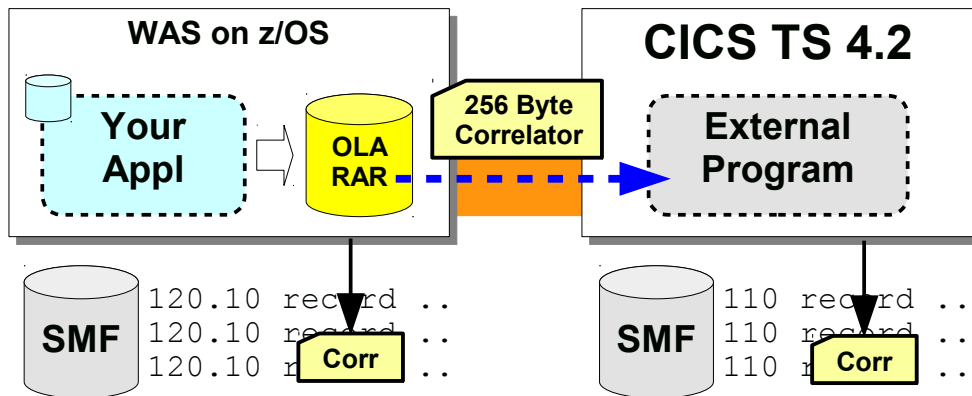 WAS on z/OS
CICS TS 4.2
Your
Appl
OLA
RAR
256 Byte
Correlator
External
Program
SMF
120.10 record ..
120.10 record ..
120.10 r ..
Corr
SMF
110 record ..
110 record ..
110 r ..
Corr